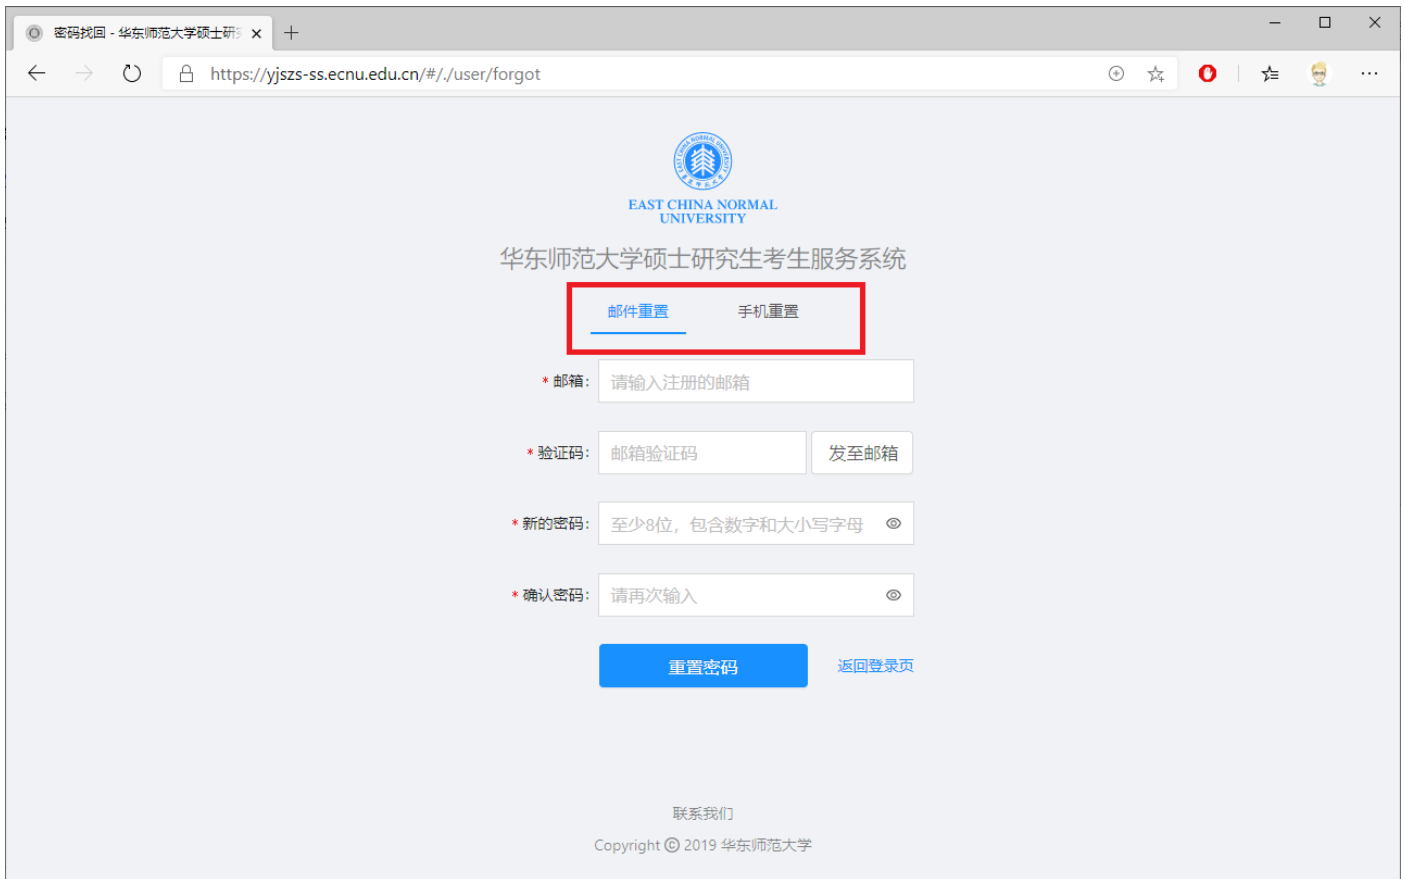 密码找回 - 华东师范大学硕士研
https://yjszs-ss.ecnu.edu.cn/#/./user/forgot
EAST CHINA NORMAL UNIVERSITY
EAST CHINA NORMAL
UNIVERSITY
华东师范大学硕士研究生考生服务系统
邮件重置 手机重置
* 邮箱: 请输入注册的邮箱
* 验证码: 邮箱验证码 发至邮箱
* 新的密码: 至少8位，包含数字和大小写字母
* 确认密码: 请再次输入
重置密码 返回登录页
联系我们
Copyright © 2019 华东师范大学